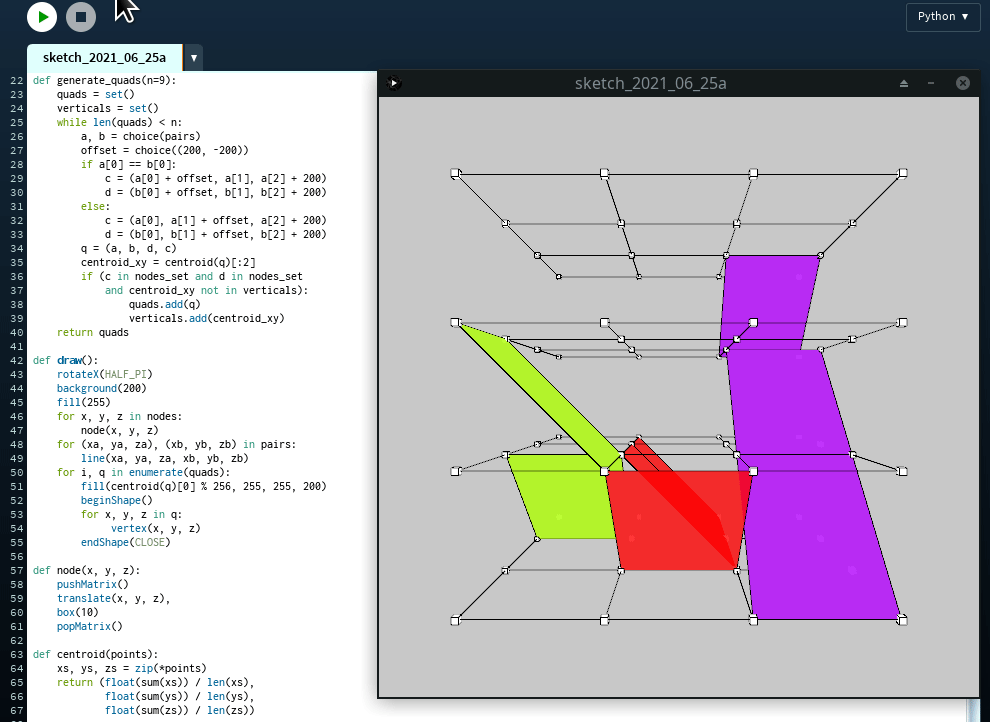 Python ▼
sketch_2021_06_25a ▼
sketch_2021_06_25a
22 def generate_quads(n=9):
23     quads = set()
24     verticals = set()
25     while len(quads) < n:
26         a, b = choice(pairs)
27         offset = choice((200, -200))
28         if a[0] == b[0]:
29             c = (a[0] + offset, a[1], a[2] + 200)
30             d = (b[0] + offset, b[1], b[2] + 200)
31         else:
32             c = (a[0], a[1] + offset, a[2] + 200)
33             d = (b[0], b[1] + offset, b[2] + 200)
34         q = (a, b, d, c)
35         centroid_xy = centroid(q)[:2]
36         if (c in nodes_set and d in nodes_set
37             and centroid_xy not in verticals):
38                 quads.add(q)
39                 verticals.add(centroid_xy)
40     return quads
41
42 def draw():
43     rotateX(HALF_PI)
44     background(200)
45     fill(255)
46     for x, y, z in nodes:
47         node(x, y, z)
48     for (xa, ya, za), (xb, yb, zb) in pairs:
49         line(xa, ya, za, xb, yb, zb)
50     for i, q in enumerate(quads):
51         fill(centroid(q)[0] % 256, 255, 255, 200)
52         beginShape()
53         for x, y, z in q:
54              vertex(x, y, z)
55         endShape(CLOSE)
56
57 def node(x, y, z):
58     pushMatrix()
59     translate(x, y, z),
60     box(10)
61     popMatrix()
62
63 def centroid(points):
64     xs, ys, zs = zip(*points)
65     return (float(sum(xs)) / len(xs),
66             float(sum(ys)) / len(ys),
67             float(sum(zs)) / len(zs))